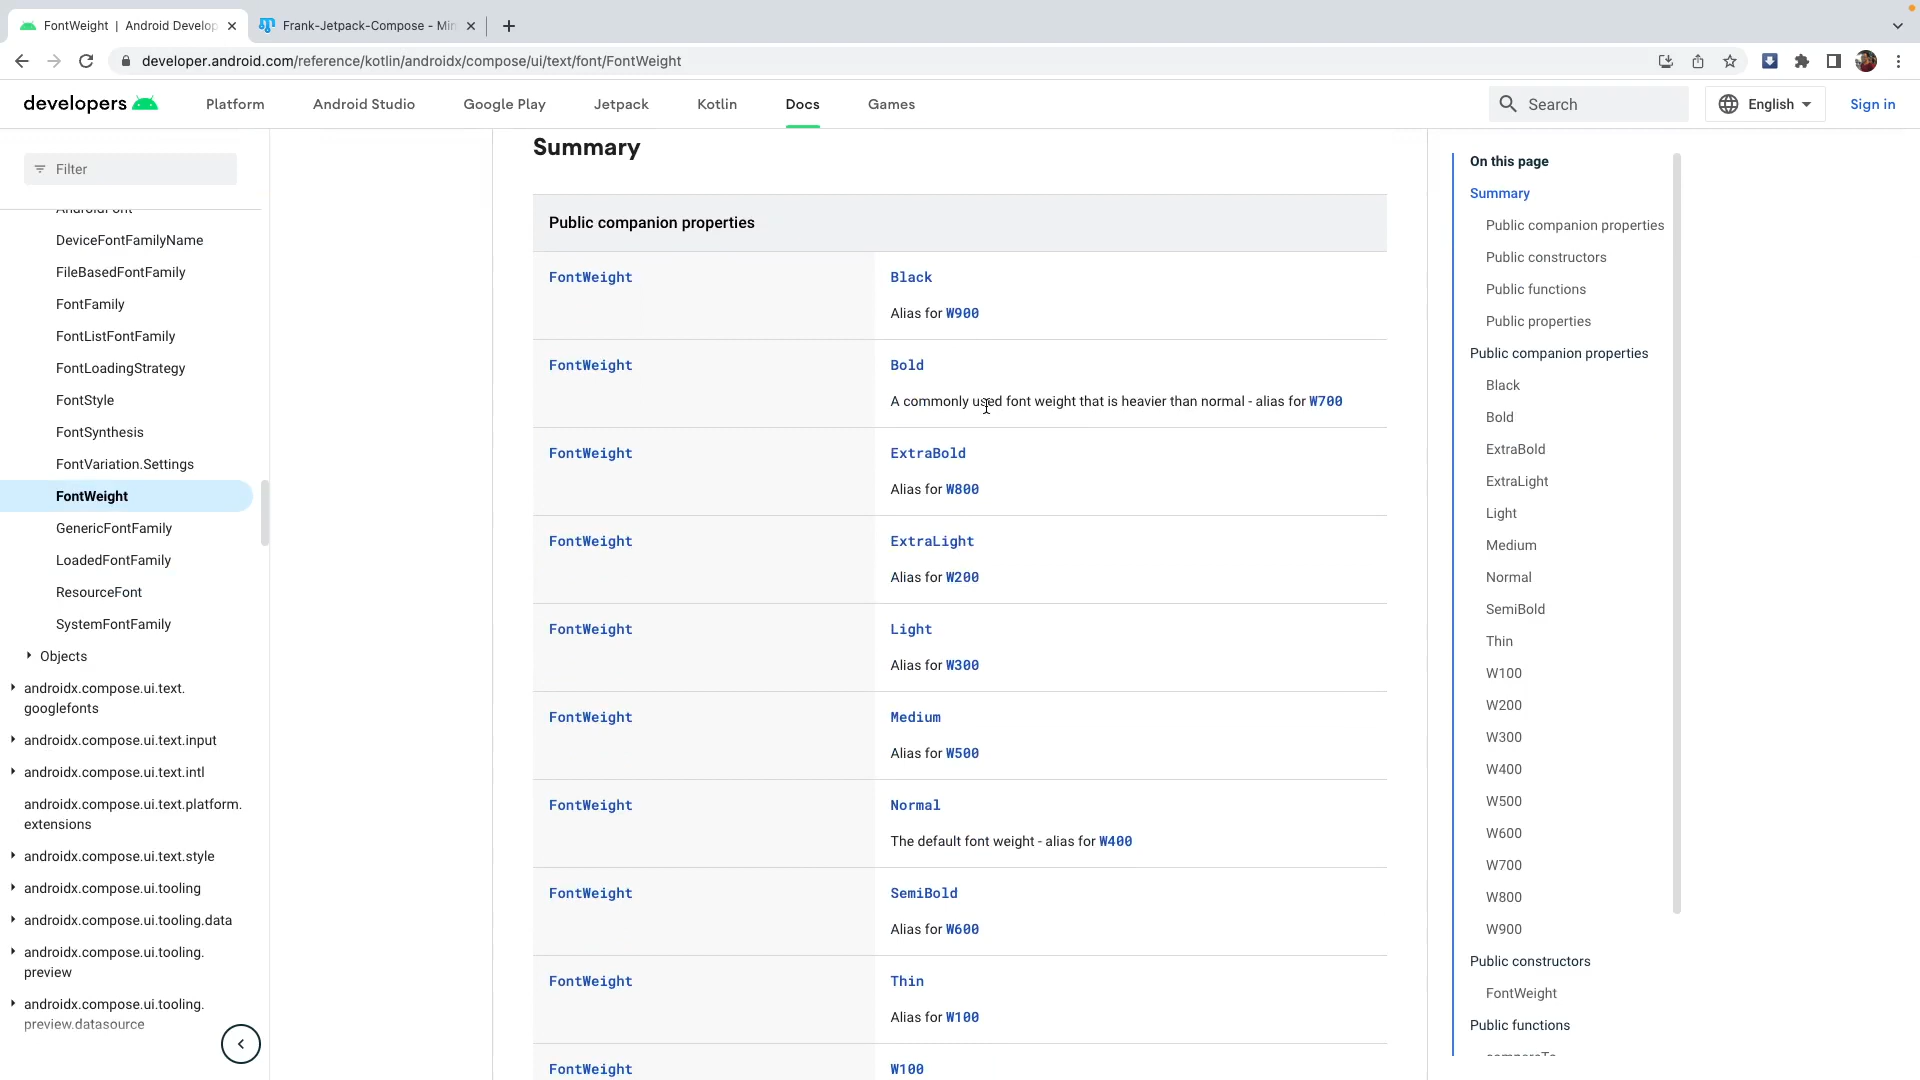 FontWeight | Android Develop
Frank-Jetpack-Compose - Mir
developer.android.com/reference/kotlin/androidx/compose/ui/text/font/FontWeight
developers
Platform
Android Studio
Google Play
Jetpack
Kotlin
Docs
Games
Search
English
Sign in
Filter
AndroidFont
DeviceFontFamilyName
FileBasedFontFamily
FontFamily
FontListFontFamily
FontLoadingStrategy
FontStyle
FontSynthesis
FontVariation.Settings
FontWeight
GenericFontFamily
LoadedFontFamily
ResourceFont
SystemFontFamily
Objects
androidx.compose.ui.text.
googlefonts
androidx.compose.ui.text.input
androidx.compose.ui.text.intl
androidx.compose.ui.text.platform.
extensions
androidx.compose.ui.text.style
androidx.compose.ui.tooling
androidx.compose.ui.tooling.data
androidx.compose.ui.tooling.
preview
androidx.compose.ui.tooling.
preview.datasource
Summary
Public companion properties
FontWeight
Black
Alias for W900
FontWeight
Bold
A commonly used font weight that is heavier than normal - alias for W700
FontWeight
ExtraBold
Alias for W800
FontWeight
ExtraLight
Alias for W200
FontWeight
Light
Alias for W300
FontWeight
Medium
Alias for W500
FontWeight
Normal
The default font weight - alias for W400
FontWeight
SemiBold
Alias for W600
FontWeight
Thin
Alias for W100
FontWeight
W100
On this page
Summary
Public companion properties
Public constructors
Public functions
Public properties
Public companion properties
Black
Bold
ExtraBold
ExtraLight
Light
Medium
Normal
SemiBold
Thin
W100
W200
W300
W400
W500
W600
W700
W800
W900
Public constructors
FontWeight
Public functions
compareTo